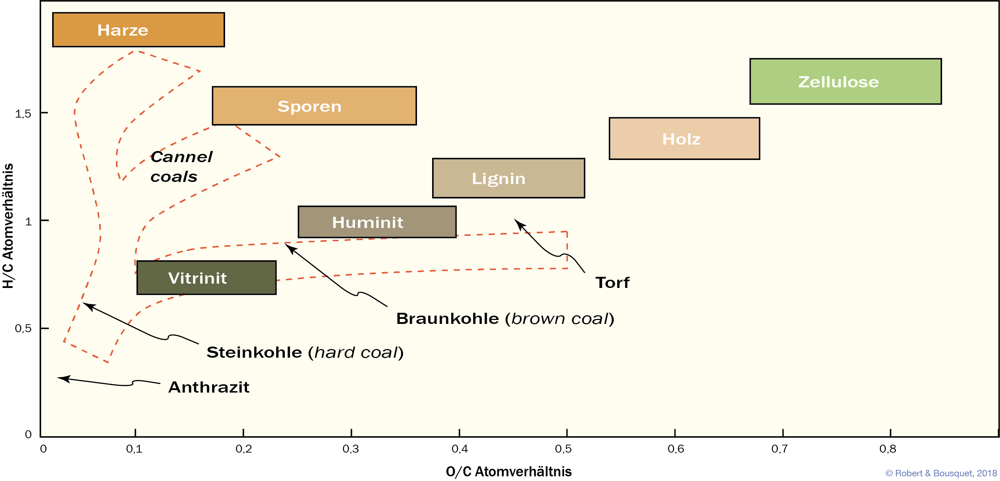 Harze
Zellulose
Sporen
1,5
Holz
Cannel
coals
Lignin
H/C Atomverhältnis
1
Huminit
Vitrinit
Torf
Braunkohle (brown coal)
0,5
Steinkohle (hard coal)
Anthrazit
0
0 0,1 0,2 0,3 0,4 0,5 0,6 0,7 0,8
O/C Atomverhältnis
© Robert & Bousquet, 2018